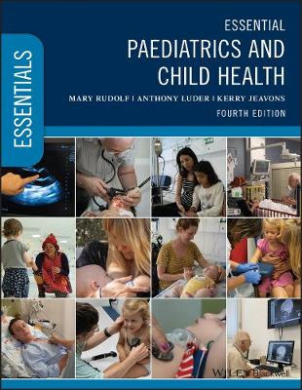 ESSENTIALS
ESSENTIAL
PAEDIATRICS AND
CHILD HEALTH
MARY RUDOLF | ANTHONY LUDER | KERRY JEAVONS
FOURTH EDITION
WILEY Blackwell